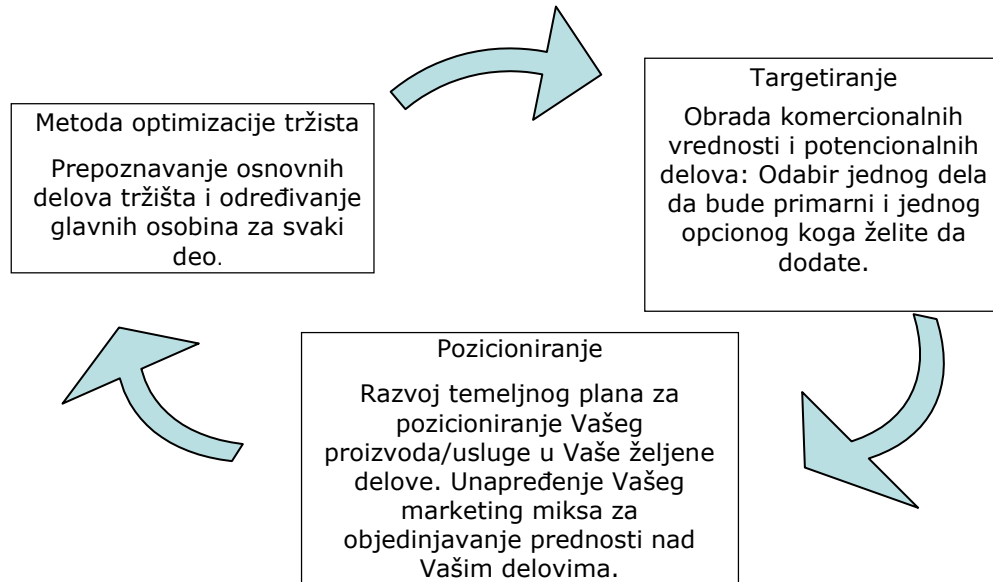 Metoda optimizacije tržista
Prepoznavanje osnovnih
delova tržišta i određivanje
glavnih osobina za svaki
deo.
Targetiranje
Obrada komercionalnih
vrednosti i potencionalnih
delova: Odabir jednog dela
da bude primarni i jednog
opcionog koga želite da
dodate.
Pozicioniranje
Razvoj temeljnog plana za
pozicioniranje Vašeg
proizvoda/usluge u Vaše željene
delove. Unapređenje Vašeg
marketing miksa za
objedinjavanje prednosti nad
Vašim delovima.